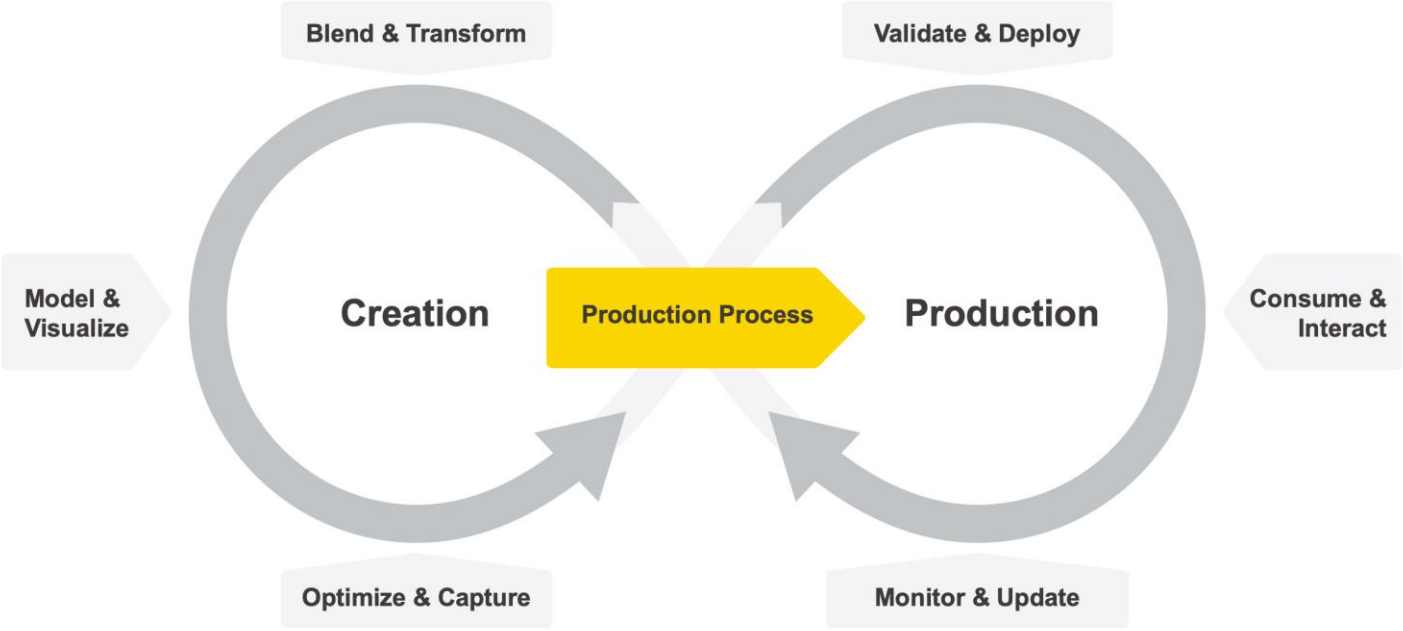 Blend & Transform
Validate & Deploy
Model &
Visualize
Creation
Production Process
Production
Consume &
Interact
Optimize & Capture
Monitor & Update